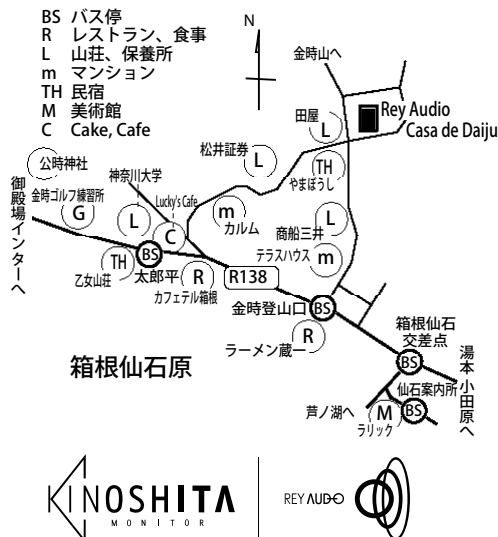 BS バス停
R レストラン、食事
L 山荘、保養所
m マンション
TH 民宿
M 美術館
C Cake, Cafe
N
金時山へ
田屋
L
Rey Audio
Casa de Daiju
松井証券
L
TH
やまぼうし
公時神社
神奈川大学
御殿場インターへ
金時ゴルフ練習所
G
L
Lucky's Cafe
C
m
カルム
L
商船三井
テラスハウス
m
TH
乙女山荘
BS
太郎平
R
カフェテル箱根
R138
金時登山口
BS
R
ラーメン蔵一
箱根仙石
交差点
BS
湯本 小田原へ
箱根仙石原
仙石案内所
BS
芦ノ湖へ
M
ラリック
KINOSHITA
MONITOR
REY AUDIO